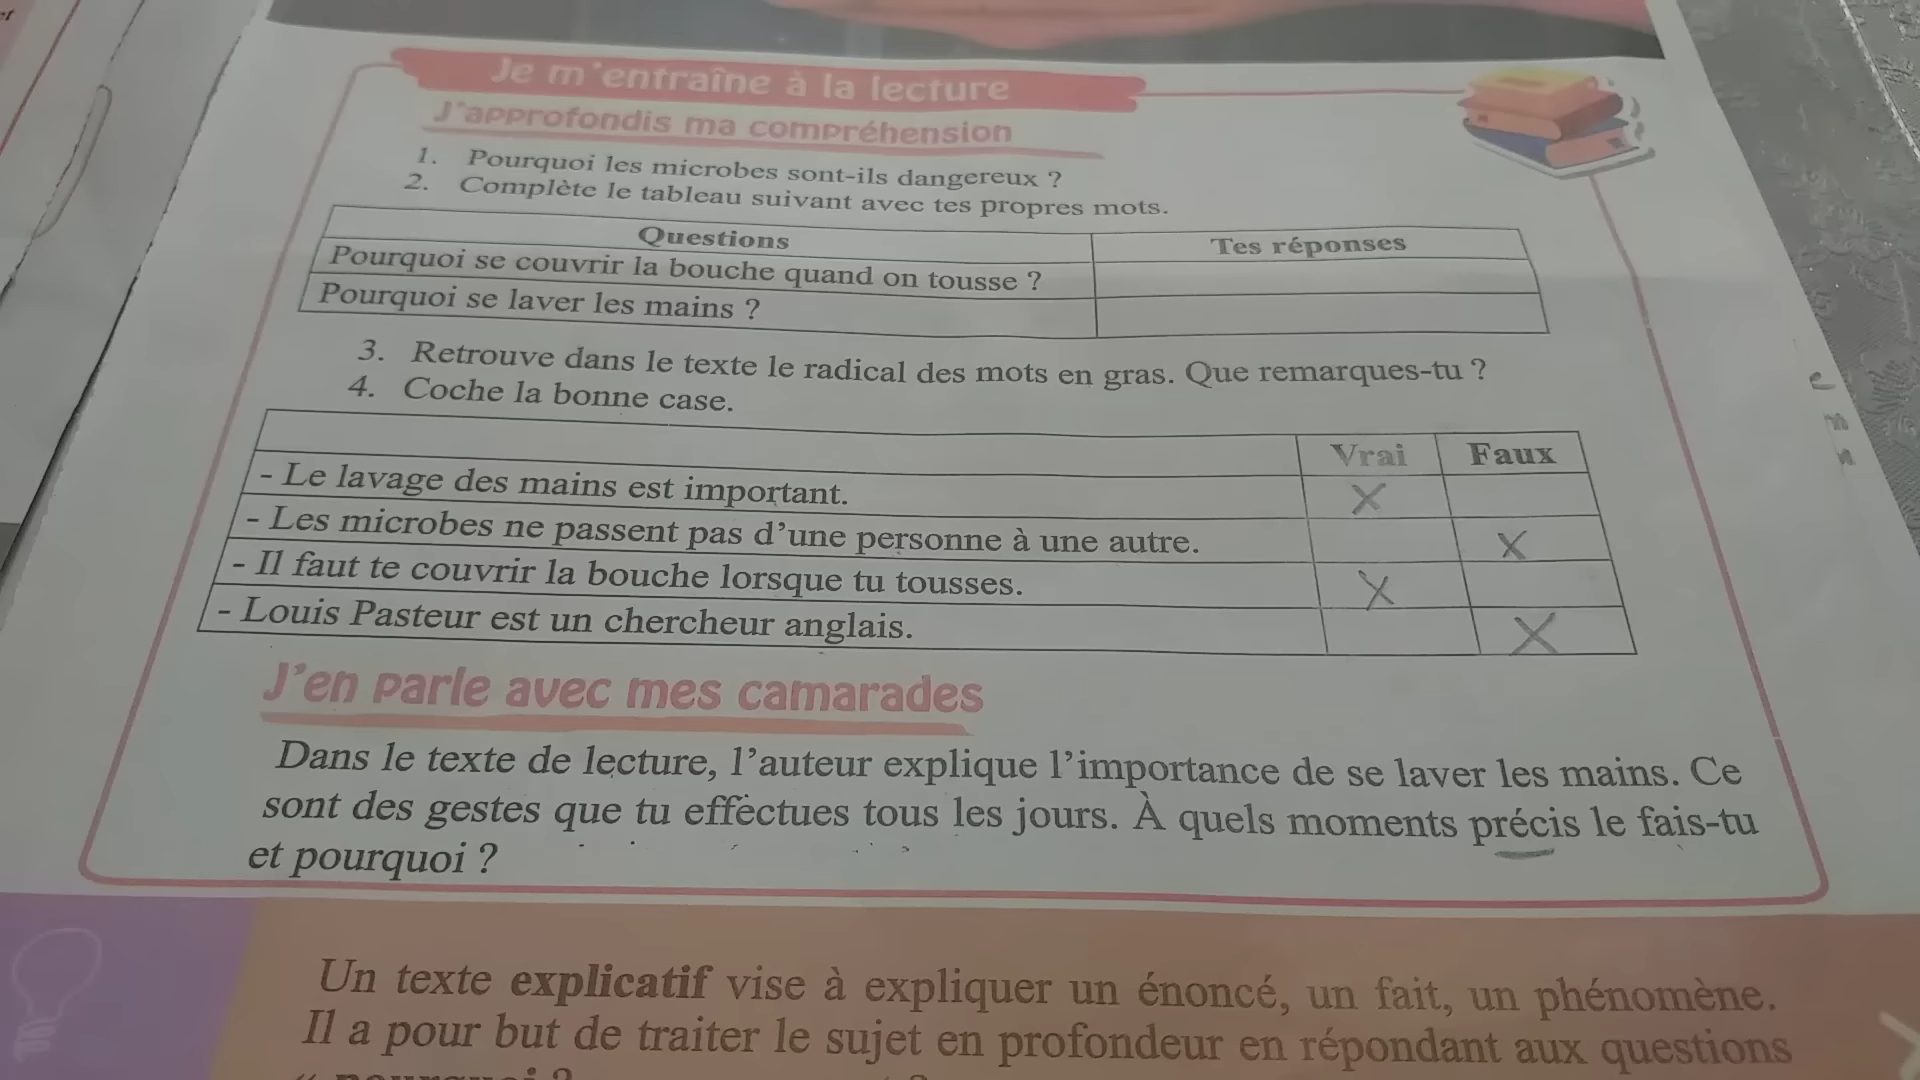 Je m'entraîne à la lecture
J'approfondis ma compréhension
1. Pourquoi les microbes sont-ils dangereux ?
2. Complète le tableau suivant avec tes propres mots.
Questions Tes réponses
Pourquoi se couvrir la bouche quand on tousse ?
Pourquoi se laver les mains ?
3. Retrouve dans le texte le radical des mots en gras. Que remarques-tu ?
4. Coche la bonne case.
Vrai Faux
- Le lavage des mains est important. X
- Les microbes ne passent pas d'une personne à une autre. X
- Il faut te couvrir la bouche lorsque tu tousses. X
- Louis Pasteur est un chercheur anglais. X
J'en parle avec mes camarades
Dans le texte de lecture, l'auteur explique l'importance de se laver les mains. Ce
sont des gestes que tu effectues tous les jours. À quels moments précis le fais-tu
et pourquoi ?
Un texte explicatif vise à expliquer un énoncé, un fait, un phénomène.
Il a pour but de traiter le sujet en profondeur en répondant aux questions